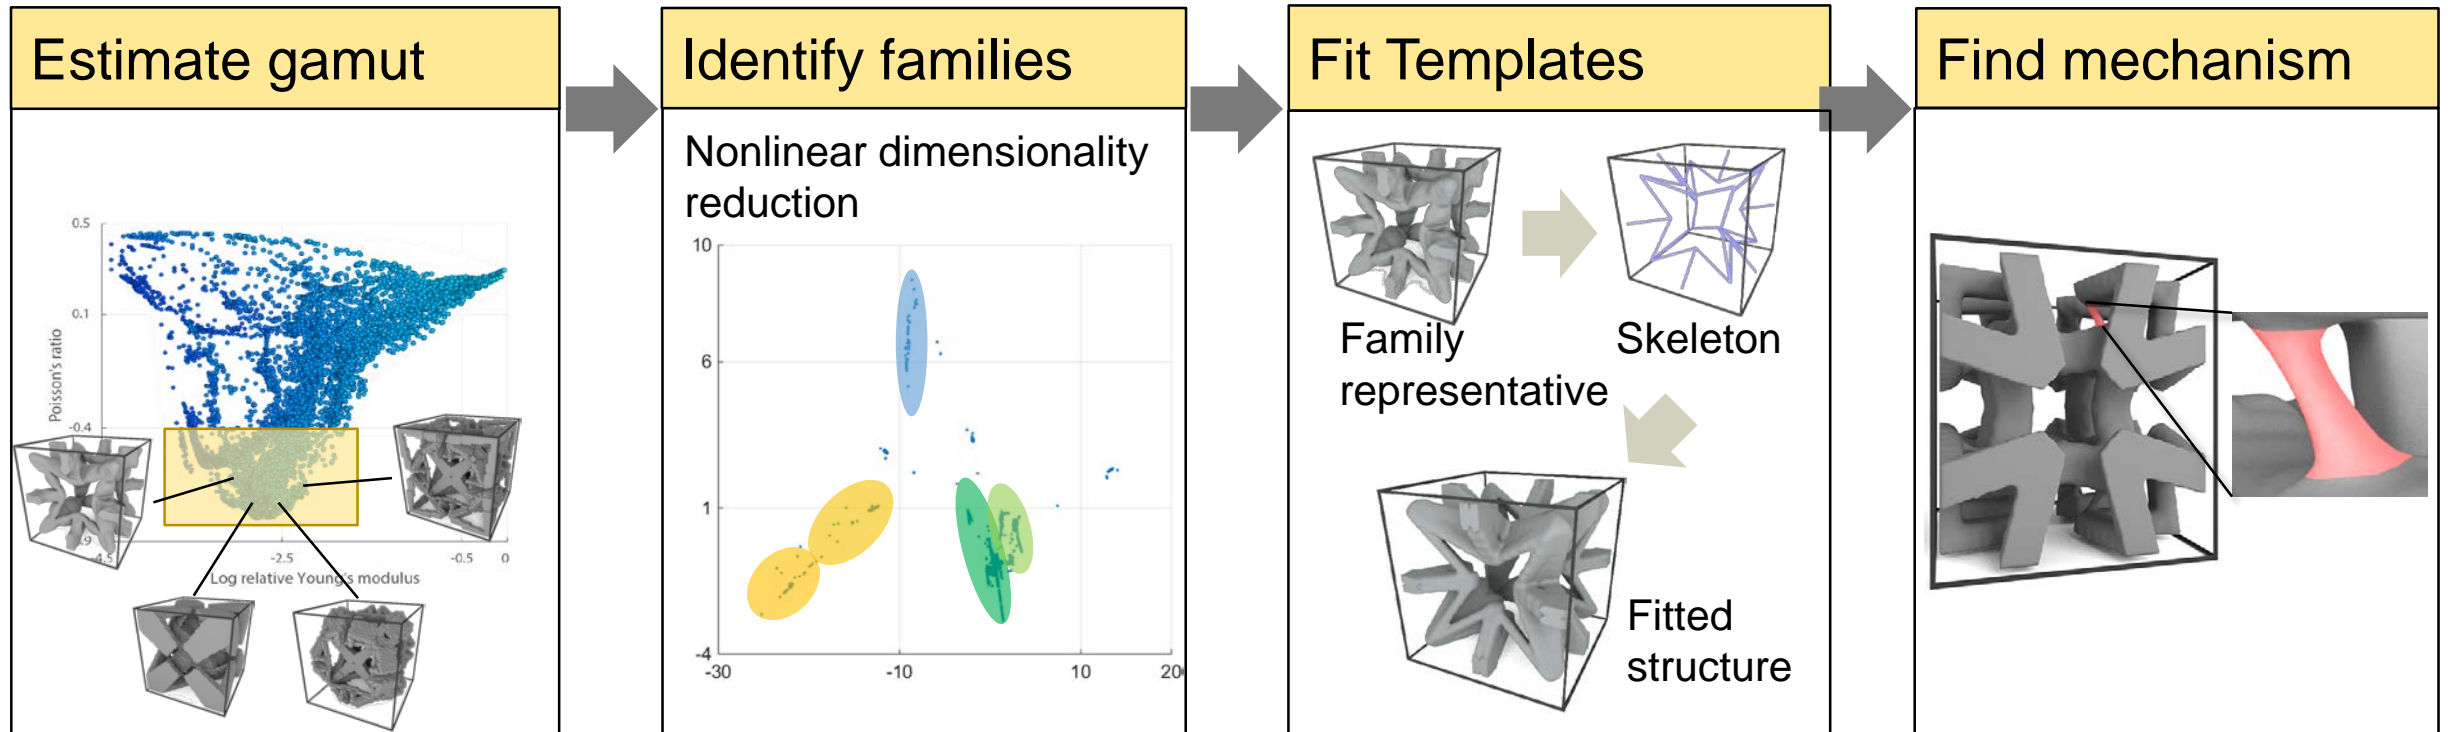 Estimate gamut
Identify families
Fit Templates
Find mechanism
0.5
0.1
-0.4
Poisson's ratio
-2.5
-0.5
0
Log relative Young's modulus
Nonlinear dimensionality
reduction
10
6
1
-4
-30
-10
10
20
Family
representative
Skeleton
Fitted
structure